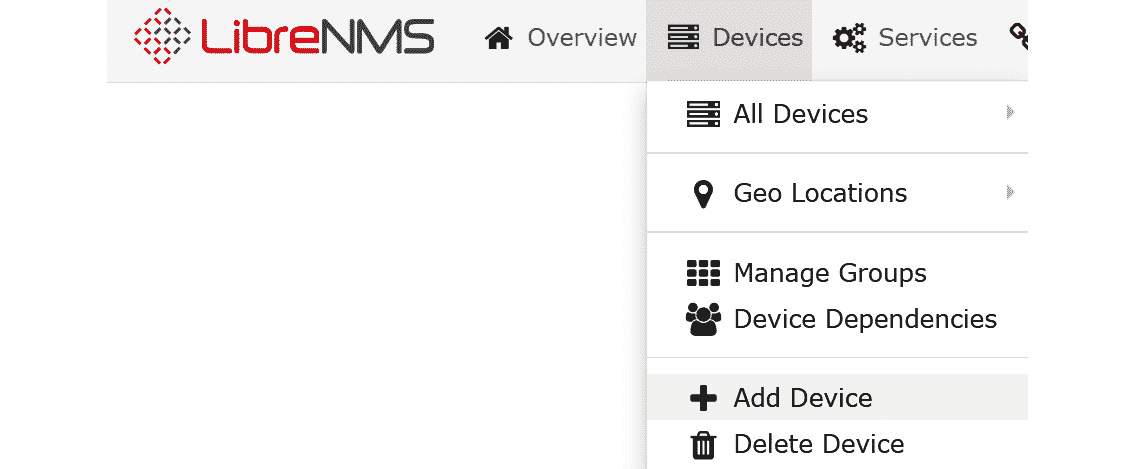 LibreNMS Overview Devices Services
All Devices
Geo Locations
Manage Groups
Device Dependencies
Add Device
Delete Device